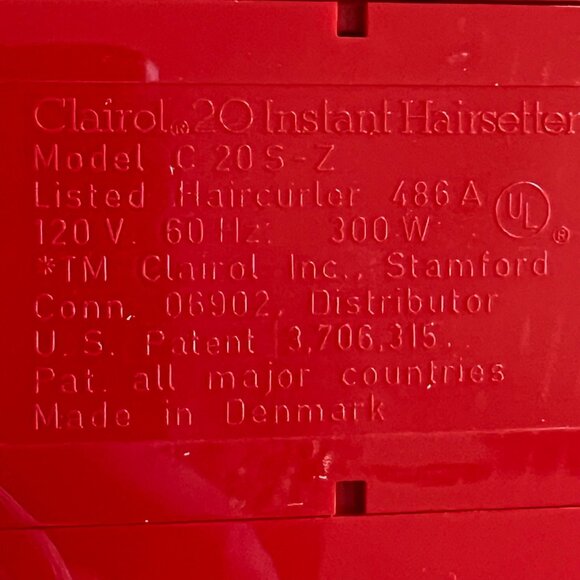 Clairol® 20 Instant Hairsetter
Model C 20 S-Z
Listed Haircurler 486 A
UL ®
120 V. 60 Hz. 300 W
*TM Clairol Inc., Stamford
Conn. 06902, Distributor
U.S. Patent 3,706,315.
Pat. all major countries
Made in Denmark